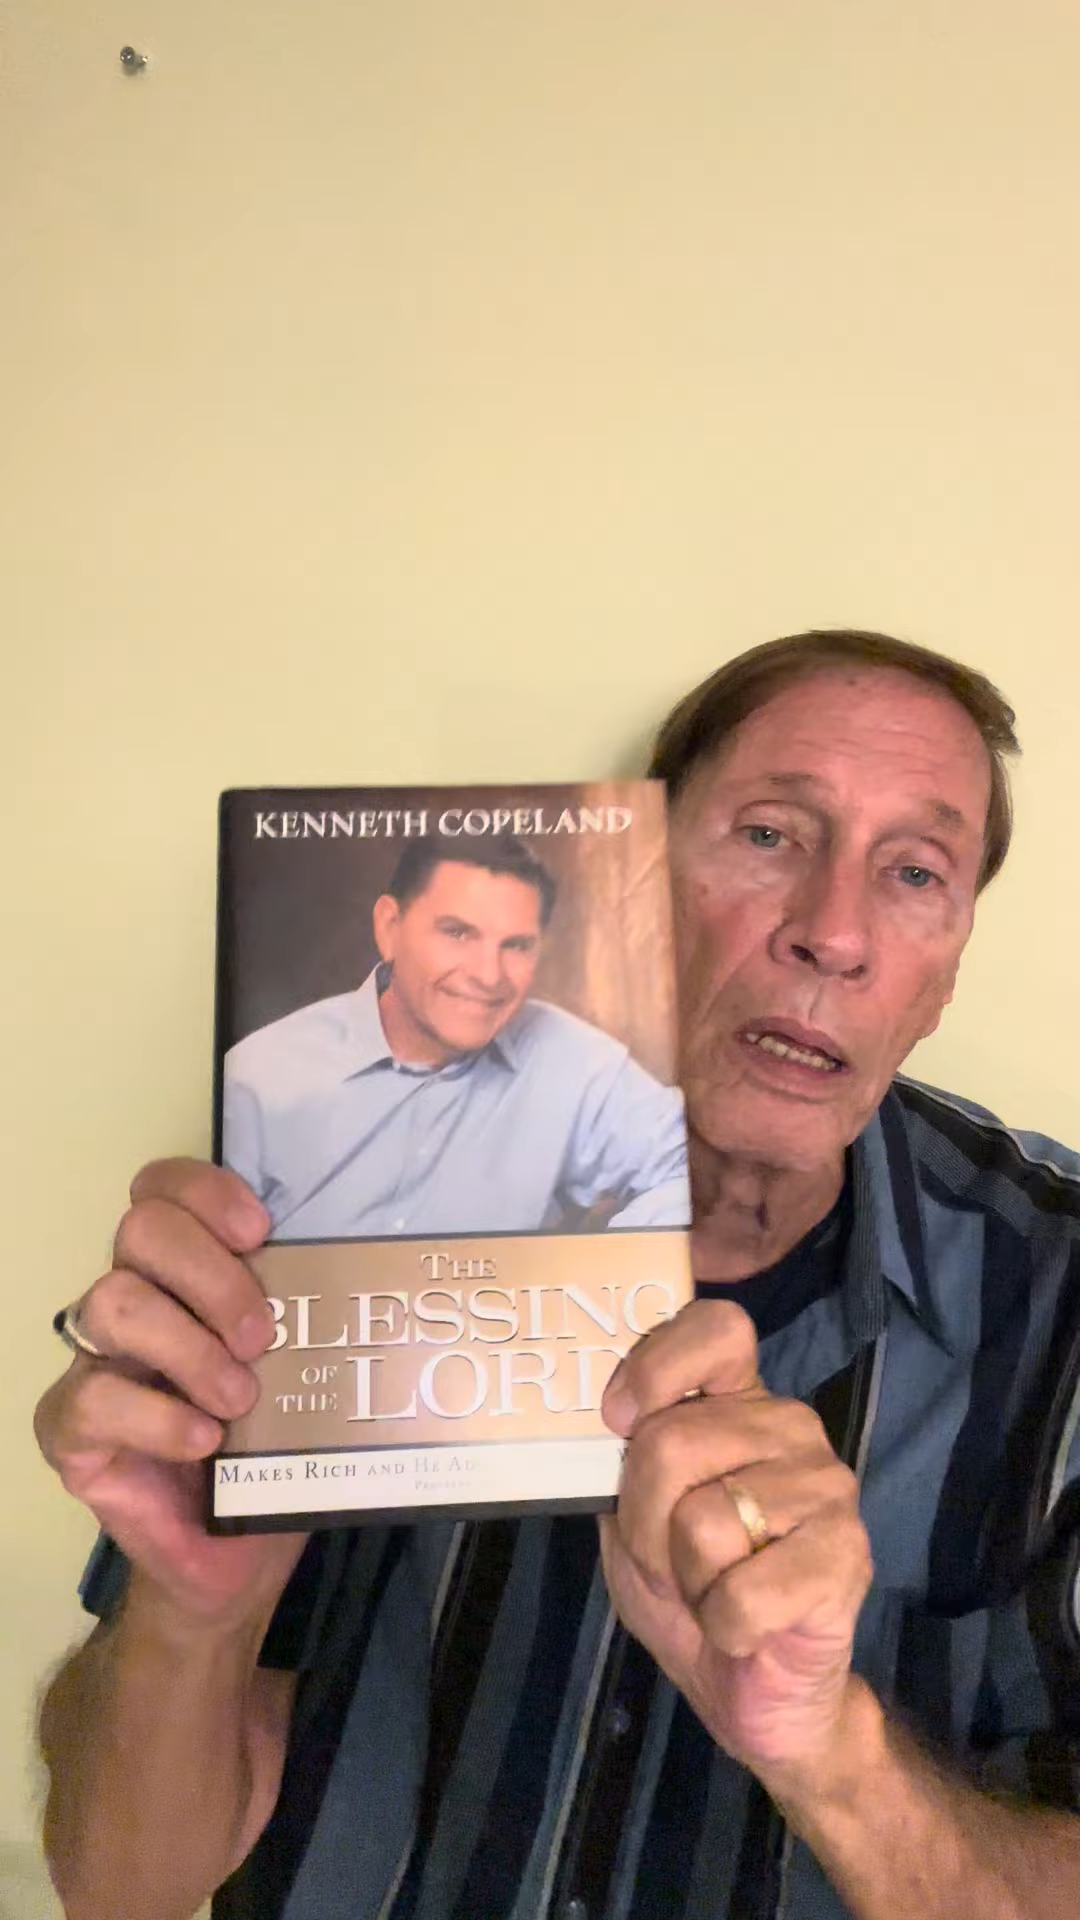 KENNETH COPELAND
THE
BLESSING
OF
THE LORD
MAKES RICH AND HE AD